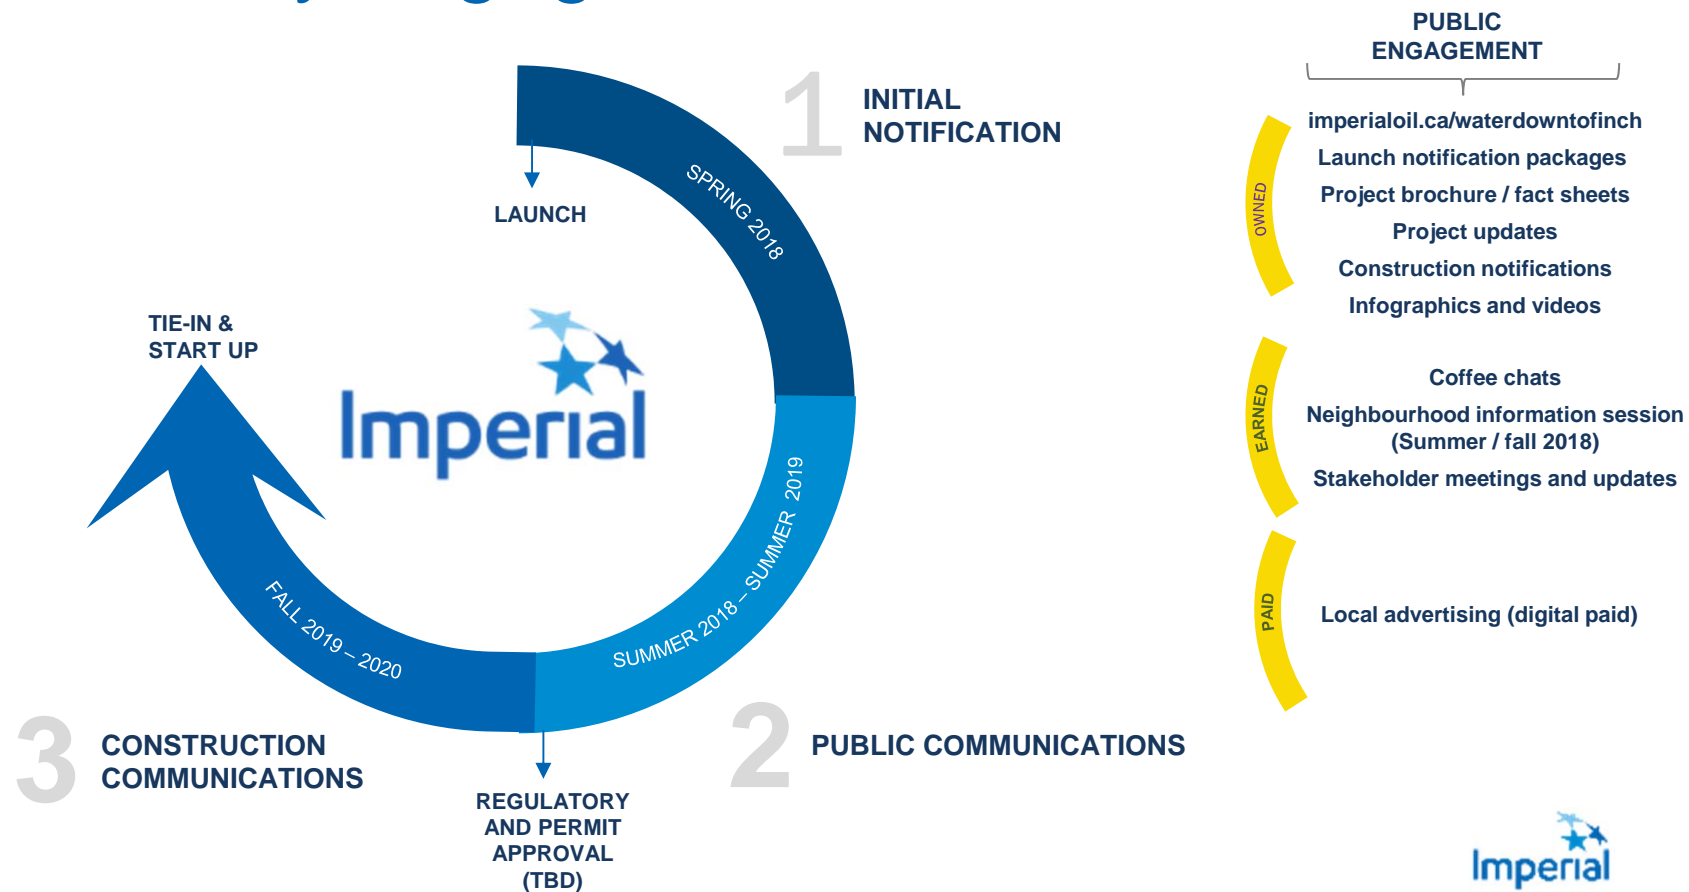 1
INITIAL
NOTIFICATION
SPRING 2018
LAUNCH
TIE-IN &
START UP
Imperial
SUMMER 2018 – SUMMER 2019
FALL 2019 – 2020
3
CONSTRUCTION
COMMUNICATIONS
2
PUBLIC COMMUNICATIONS
REGULATORY
AND PERMIT
APPROVAL
(TBD)
PUBLIC
ENGAGEMENT
OWNED
imperialoil.ca/waterdowntofinch
Launch notification packages
Project brochure / fact sheets
Project updates
Construction notifications
Infographics and videos
EARNED
Coffee chats
Neighbourhood information session
(Summer / fall 2018)
Stakeholder meetings and updates
PAID
Local advertising (digital paid)
Imperial